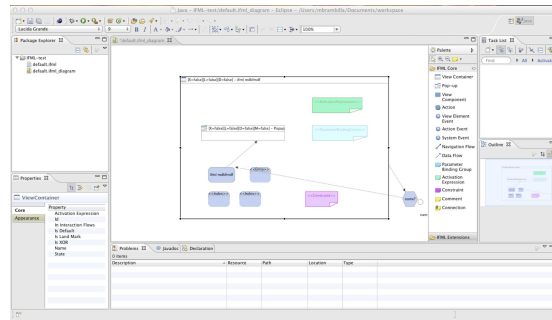 Java - IFML-test/default.ifml_diagram - Eclipse - /Users/mbrambilla/Documents/workspace
Lucida Grande
9
B I
100%
Java
Package Explorer
IFML-test
default.ifml
default.ifml_diagram
*default.ifml_diagram
Palette
IFML Core
View Container
Pop-up
View Component
Action
View Element Event
Action Event
System Event
Navigation Flow
Data Flow
Parameter Binding Group
Activation Expression
Constraint
Comment
Connection
IFML Extensions
Task List
Find
All
Activate
Outline
Properties
ViewContainer
Core
Appearance
Property
Activation Expression
Id
In Interaction Flows
Is Default
Is Land Mark
Is XOR
Name
State
Problems
Javadoc
Declaration
0 items
Description
Resource
Path
Location
Type